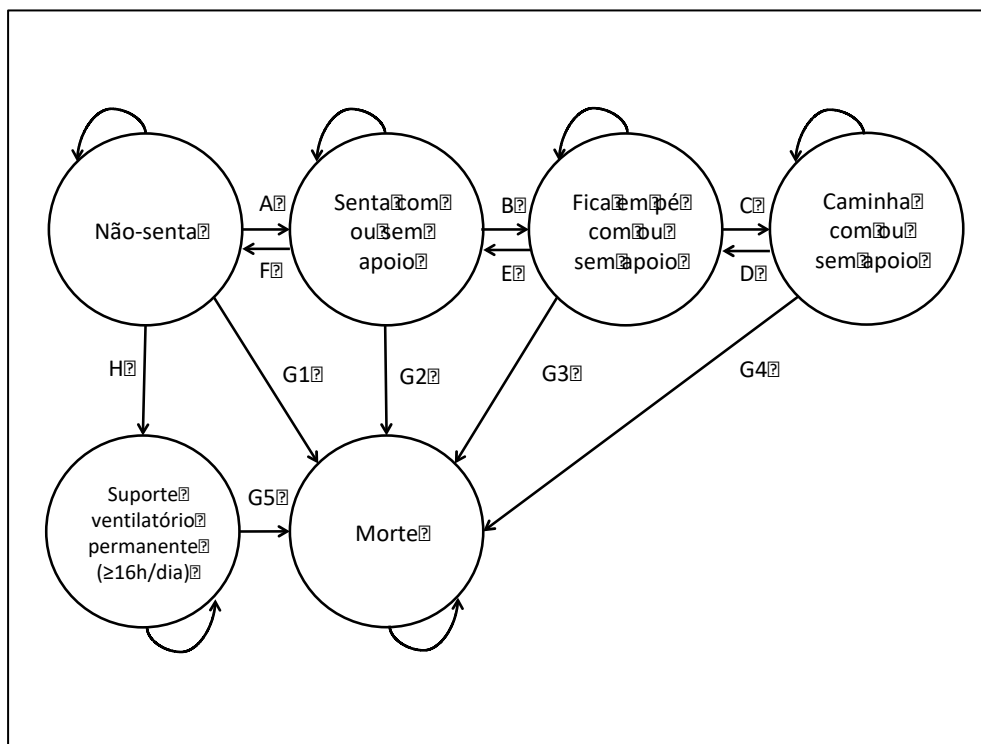 A
B
C
Não-senta
Senta com
ou sem
apoio
Fica em pé
com ou
sem apoio
Caminha
com ou
sem apoio
F
E
D
H
G1
G2
G3
G4
Suporte
ventilatório
permanente
(≥16h/dia)
G5
Morte